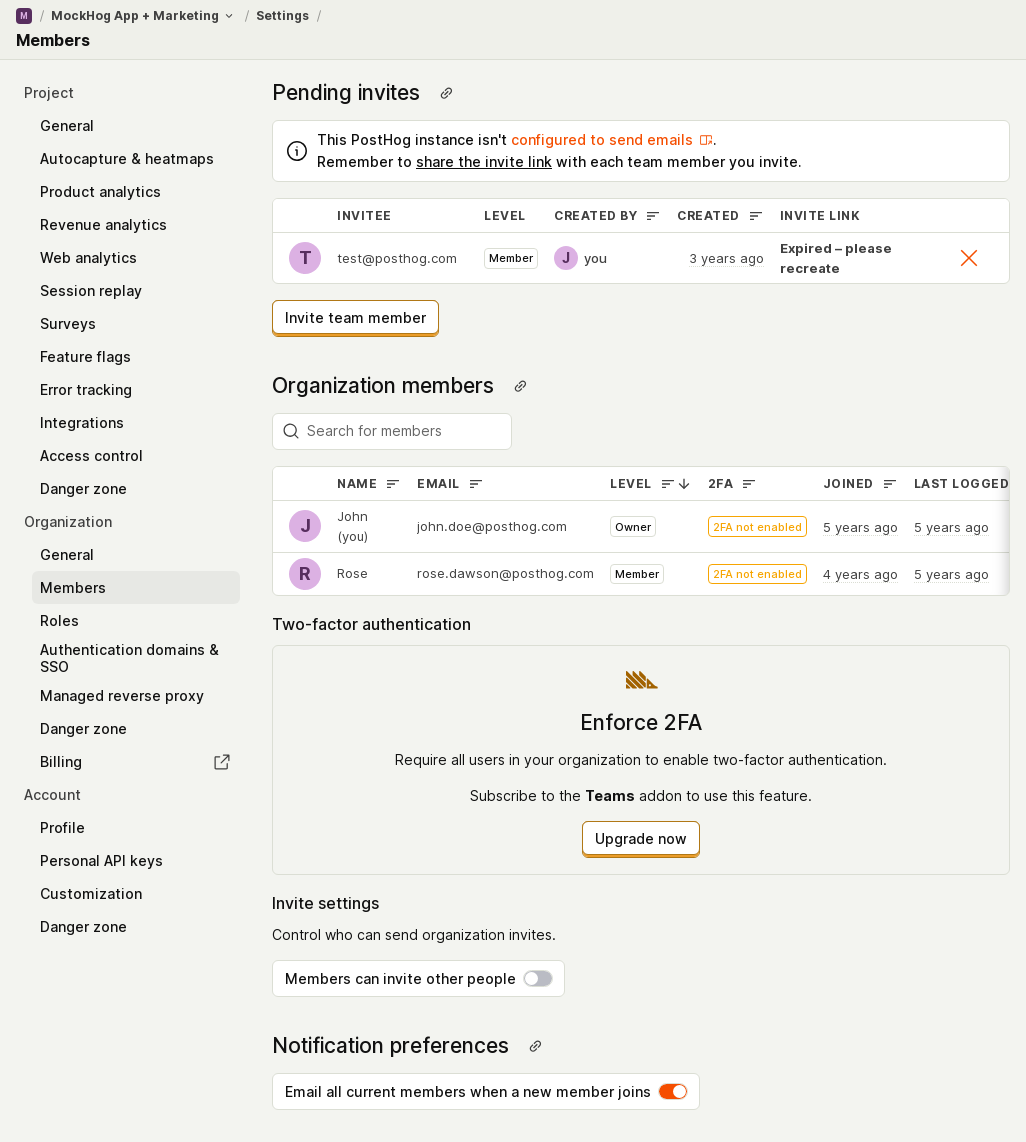 M / MockHog App + Marketing / Settings /
Members
Project
General
Autocapture & heatmaps
Product analytics
Revenue analytics
Web analytics
Session replay
Surveys
Feature flags
Error tracking
Integrations
Access control
Danger zone
Organization
General
Members
Roles
Authentication domains &
SSO
Managed reverse proxy
Danger zone
Billing
Account
Profile
Personal API keys
Customization
Danger zone
Pending invites
This PostHog instance isn't configured to send emails.
Remember to share the invite link with each team member you invite.
INVITEE LEVEL CREATED BY CREATED INVITE LINK
T test@posthog.com Member J you 3 years ago Expired – please
recreate
Invite team member
Organization members
Search for members
NAME EMAIL LEVEL 2FA JOINED LAST LOGGED
J John
(you) john.doe@posthog.com Owner 2FA not enabled 5 years ago 5 years ago
R Rose rose.dawson@posthog.com Member 2FA not enabled 4 years ago 5 years ago
Two-factor authentication
Enforce 2FA
Require all users in your organization to enable two-factor authentication.
Subscribe to the Teams addon to use this feature.
Upgrade now
Invite settings
Control who can send organization invites.
Members can invite other people
Notification preferences
Email all current members when a new member joins